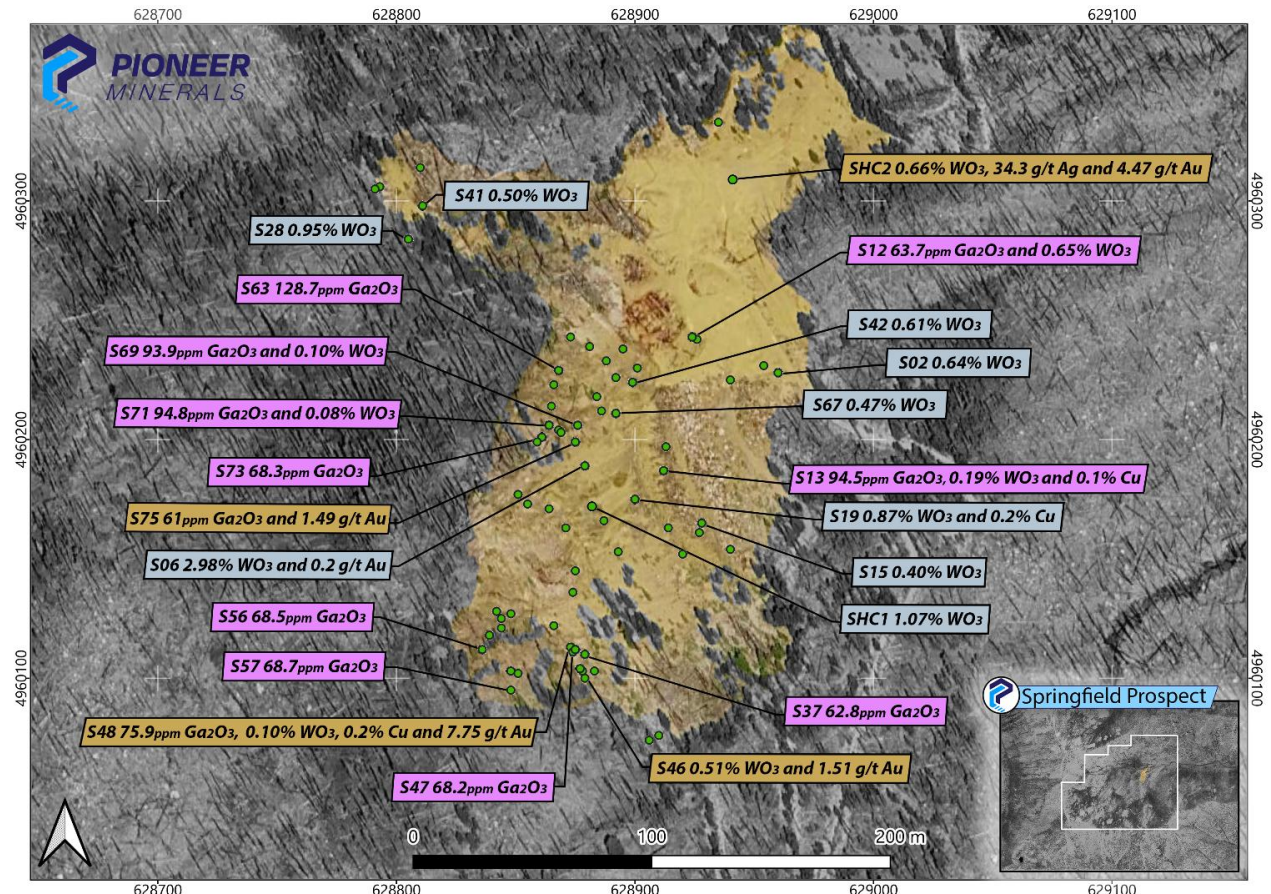 628700 628800 628900 629000 629100
PIONEER
MINERALS
4960300
4960300
SHC2 0.66% WO₃, 34.3 g/t Ag and 4.47 g/t Au
S41 0.50% WO₃
S28 0.95% WO₃
S12 63.7ppm Ga₂O₃ and 0.65% WO₃
S63 128.7ppm Ga₂O₃
S42 0.61% WO₃
S69 93.9ppm Ga₂O₃ and 0.10% WO₃
S02 0.64% WO₃
S67 0.47% WO₃
S71 94.8ppm Ga₂O₃ and 0.08% WO₃
4960200
4960200
S73 68.3ppm Ga₂O₃
S13 94.5ppm Ga₂O₃, 0.19% WO₃ and 0.1% Cu
S75 61ppm Ga₂O₃ and 1.49 g/t Au
S19 0.87% WO₃ and 0.2% Cu
S06 2.98% WO₃ and 0.2 g/t Au
S15 0.40% WO₃
S56 68.5ppm Ga₂O₃
SHC1 1.07% WO₃
S57 68.7ppm Ga₂O₃
4960100
4960100
Springfield Prospect
S37 62.8ppm Ga₂O₃
S48 75.9ppm Ga₂O₃, 0.10% WO₃, 0.2% Cu and 7.75 g/t Au
S46 0.51% WO₃ and 1.51 g/t Au
S47 68.2ppm Ga₂O₃
0 100 200 m
628700 628800 628900 629000 629100